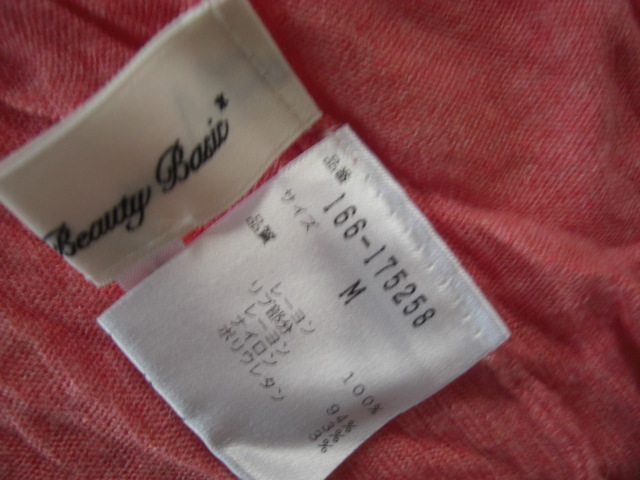 Beauty Basic
品番 166-175258
サイズ M
品質
レーヨン 100%
リブ部分
レーヨン 94%
ナイロン 3%
ポリウレタン 3%